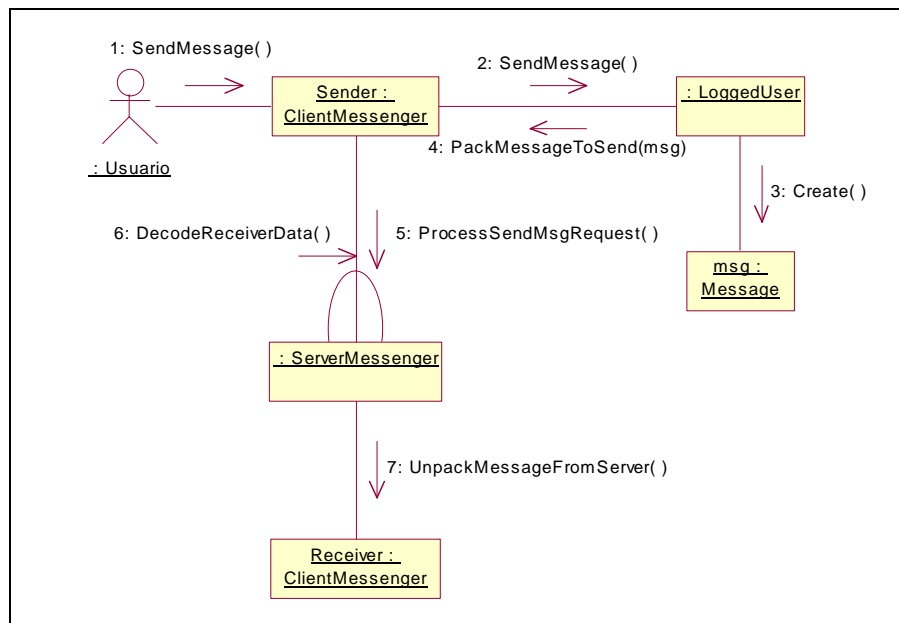 1: SendMessage( )
2: SendMessage( )
Sender :
ClientMessenger
: LoggedUser
4: PackMessageToSend(msg)
: Usuario
3: Create( )
6: DecodeReceiverData( )
5: ProcessSendMsgRequest( )
msg :
Message
: ServerMessenger
7: UnpackMessageFromServer( )
Receiver :
ClientMessenger